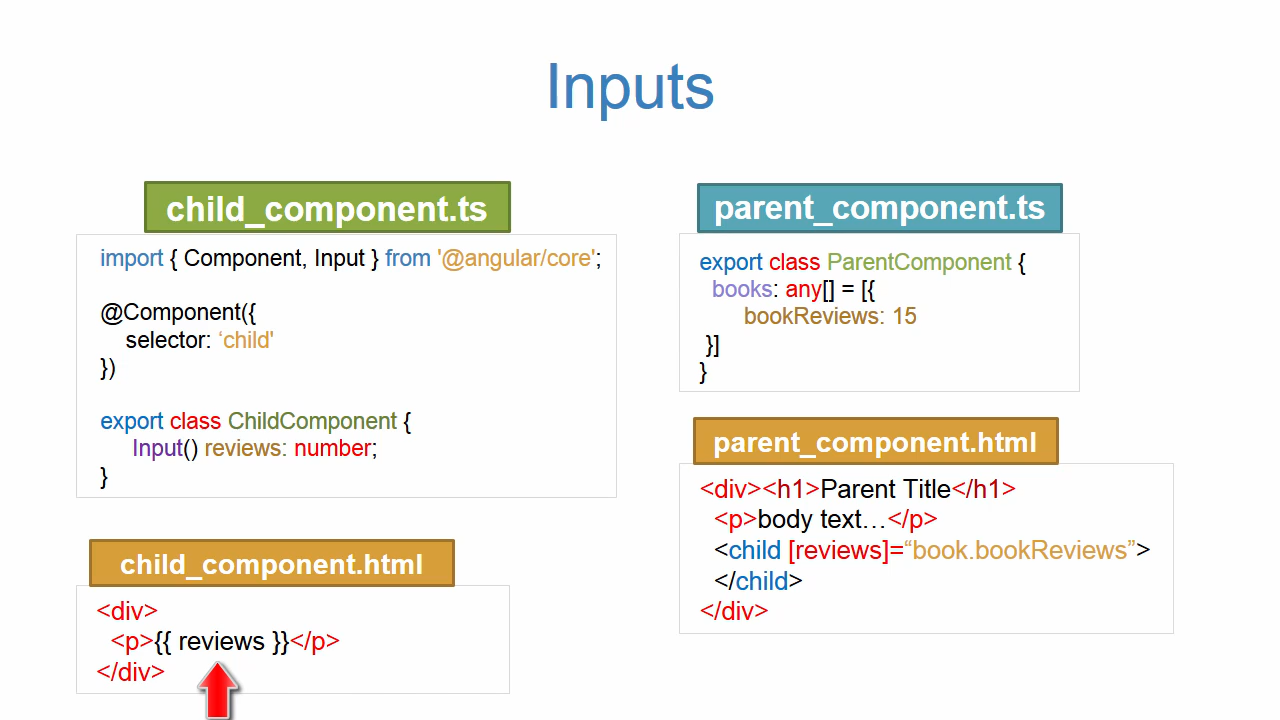 Inputs
child_component.ts
import { Component, Input } from '@angular/core';
@Component({
selector: ‘child'
})
export class ChildComponent {
Input() reviews: number;
}
child_component.html
<div>
<p>{{ reviews }}</p>
</div>
parent_component.ts
export class ParentComponent {
books: any[] = [{
bookReviews: 15
}]
}
parent_component.html
<div><h1>Parent Title</h1>
<p>body text…</p>
<child [reviews]=“book.bookReviews”>
</child>
</div>